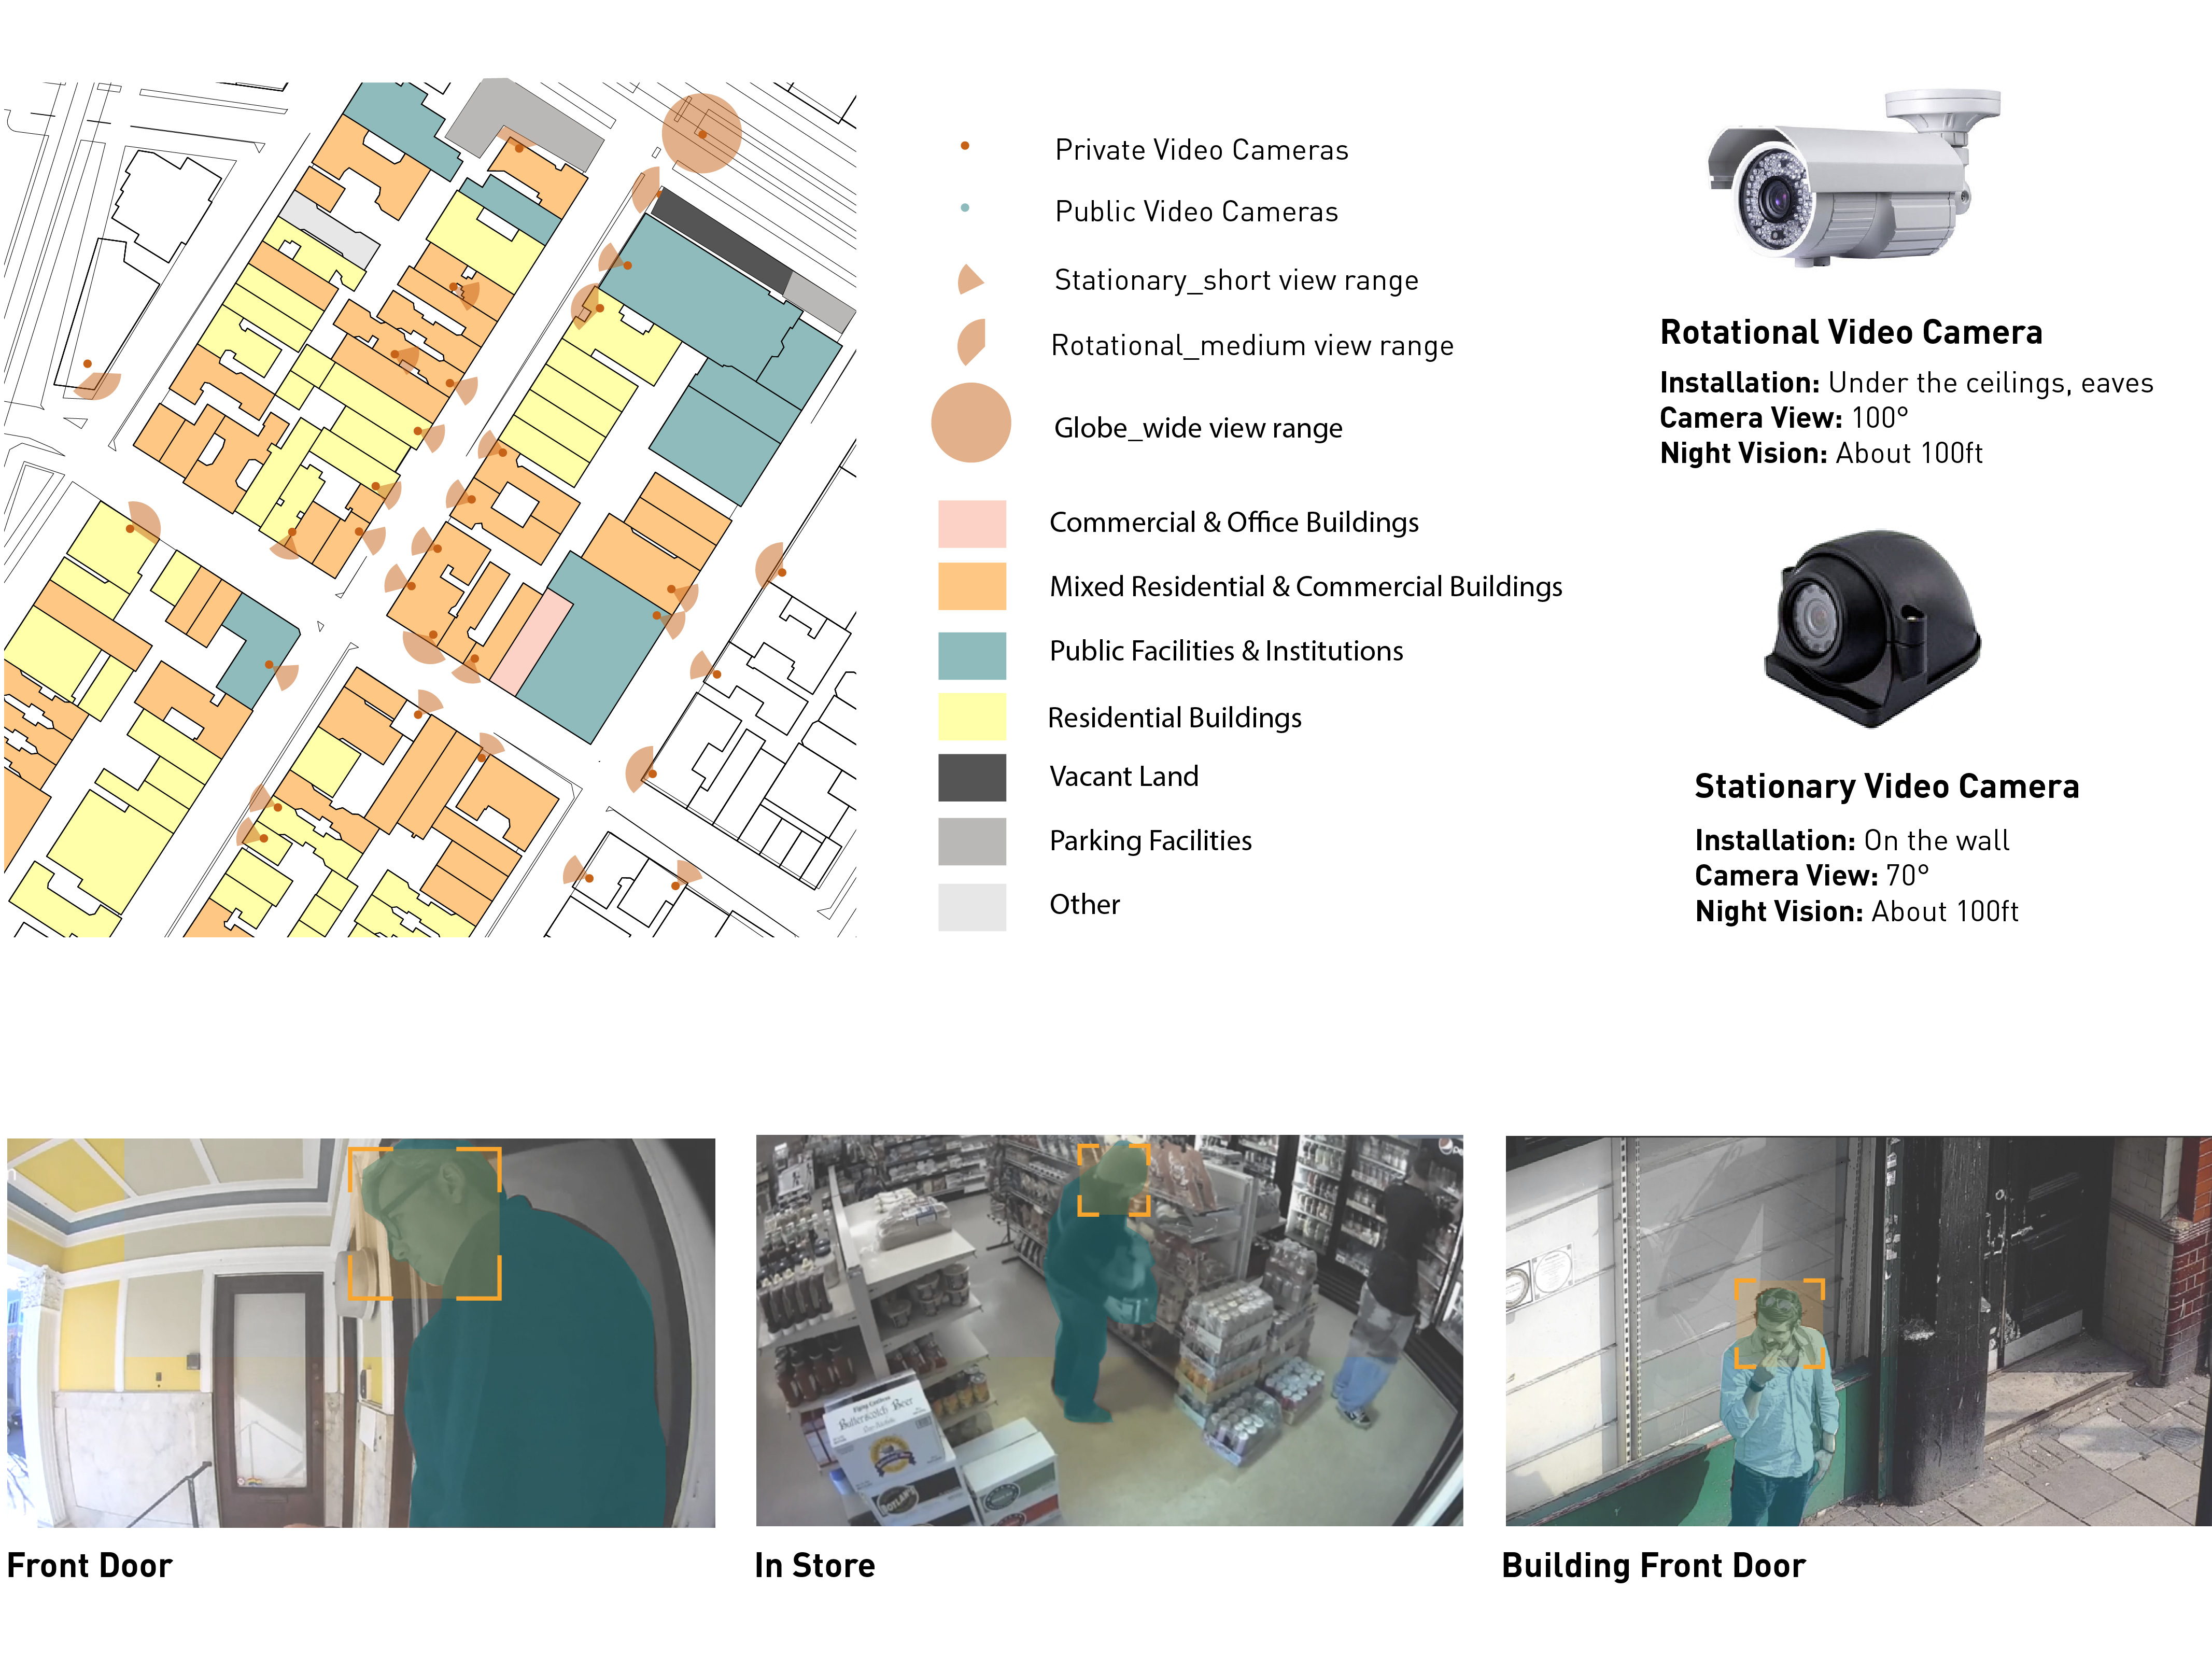 Private Video Cameras
Public Video Cameras
Stationary_short view range
Rotational_medium view range
Globe_wide view range
Commercial & Office Buildings
Mixed Residential & Commercial Buildings
Public Facilities & Institutions
Residential Buildings
Vacant Land
Parking Facilities
Other
Rotational Video Camera
Installation: Under the ceilings, eaves
Camera View: 100°
Night Vision: About 100ft
Stationary Video Camera
Installation: On the wall
Camera View: 70°
Night Vision: About 100ft
Butterscotch Beer
BOYLAN
Front Door
In Store
Building Front Door